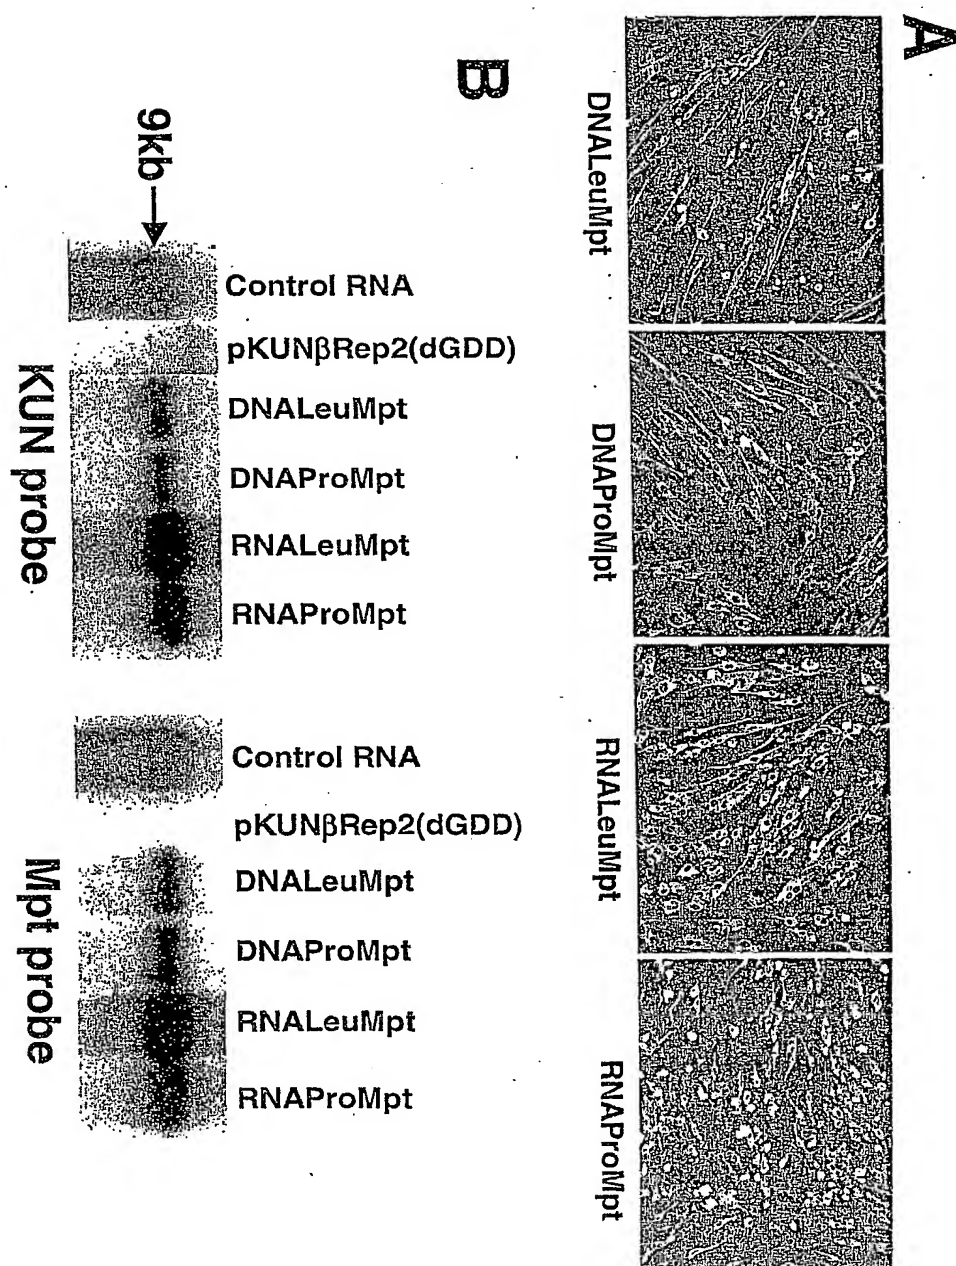 A
DNALeuMpt
DNAProMpt
RNALeuMpt
RNAProMpt
B
9kb
Control RNA
pKUNβRep2(dGDD)
DNALeuMpt
DNAProMpt
RNALeuMpt
RNAProMpt
KUN probe
Control RNA
pKUNβRep2(dGDD)
DNALeuMpt
DNAProMpt
RNALeuMpt
RNAProMpt
Mpt probe